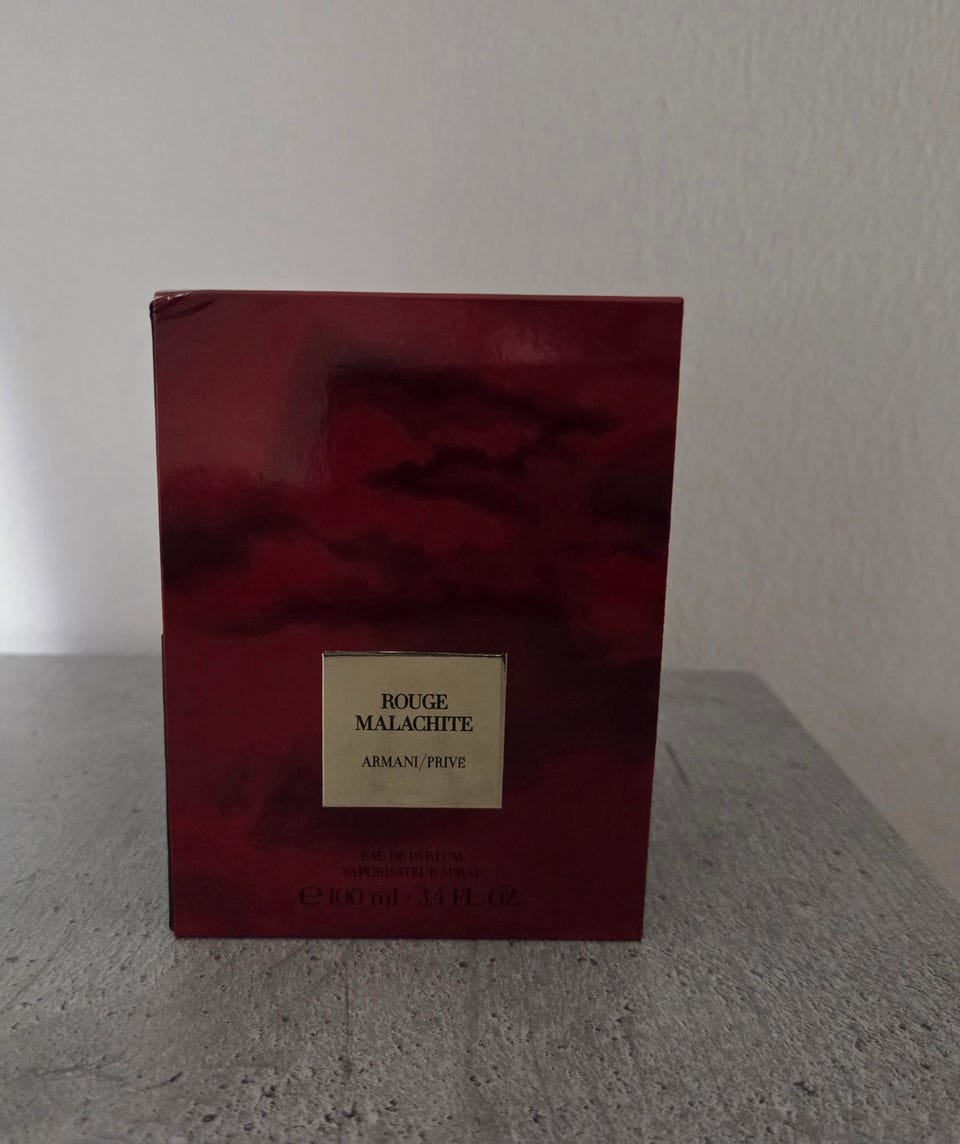 ROUGE
MALACHITE
ARMANI/PRIVE
EAU DE PARFUM
VAPORISATEUR SPRAY
℮ 100 ml - 3.4 FL. OZ.